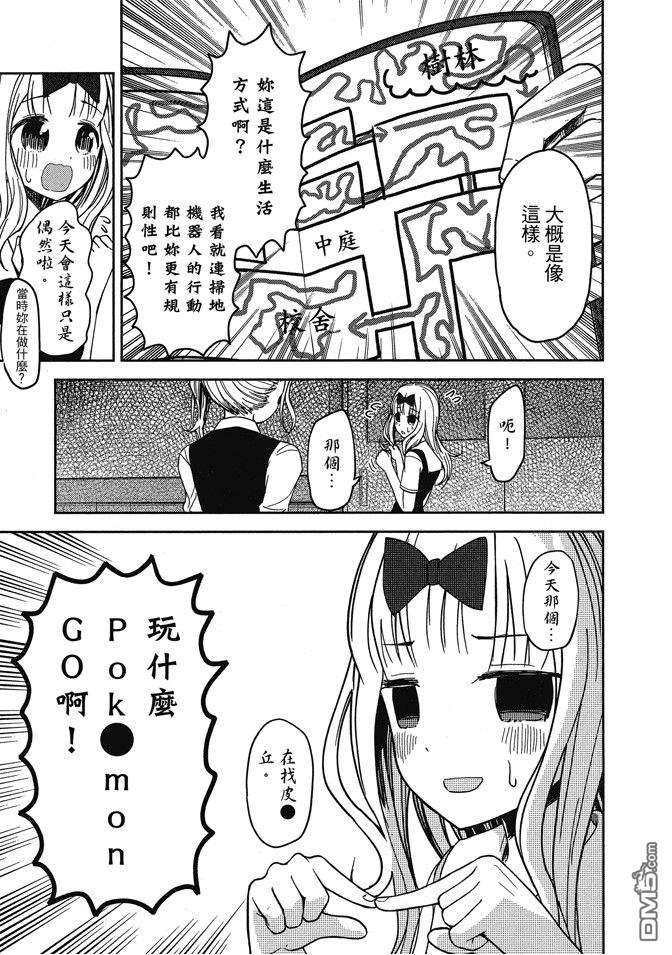 大概是像
這樣。
樹林
中庭
校舍
妳這是什麼生活
方式啊？
我看就連掃地
機器人的行動
都比妳更有規
則性吧！
今天會這樣只是
偶然啦。
當時妳在做什麼？
呃！
那個…
今天那個…
在找皮
●丘。
玩什麼
Pok●mon
GO啊！
DM5.com